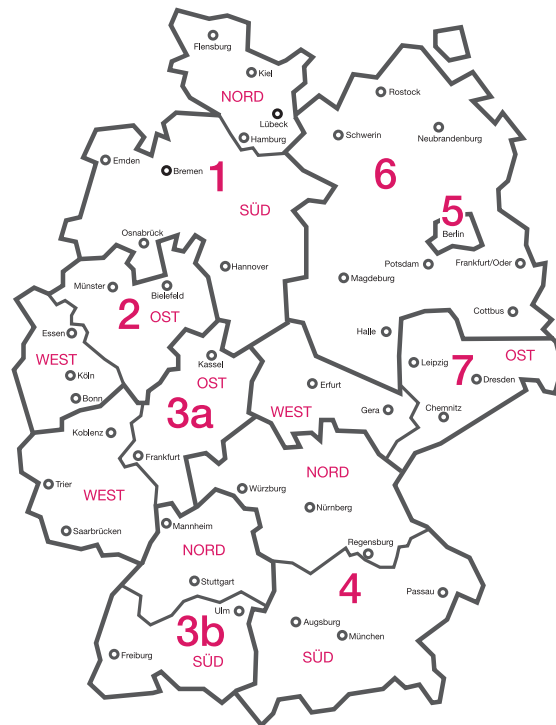 Flensburg
Kiel
NORD
Lübeck
Hamburg
Rostock
Schwerin
Neubrandenburg
Emden
Bremen
1
6
SÜD
5
Berlin
Osnabrück
Hannover
Potsdam
Frankfurt/Oder
Magdeburg
Münster
Bielefeld
2
OST
Cottbus
Essen
Halle
WEST
Köln
Bonn
Kassel
OST
3a
Erfurt
WEST
Gera
Leipzig
OST
7
Dresden
Chemnitz
Koblenz
Frankfurt
WEST
Trier
Saarbrücken
NORD
Würzburg
Nürnberg
Mannheim
NORD
Stuttgart
Regensburg
4
Passau
Ulm
3b
Augsburg
München
Freiburg
SÜD
SÜD